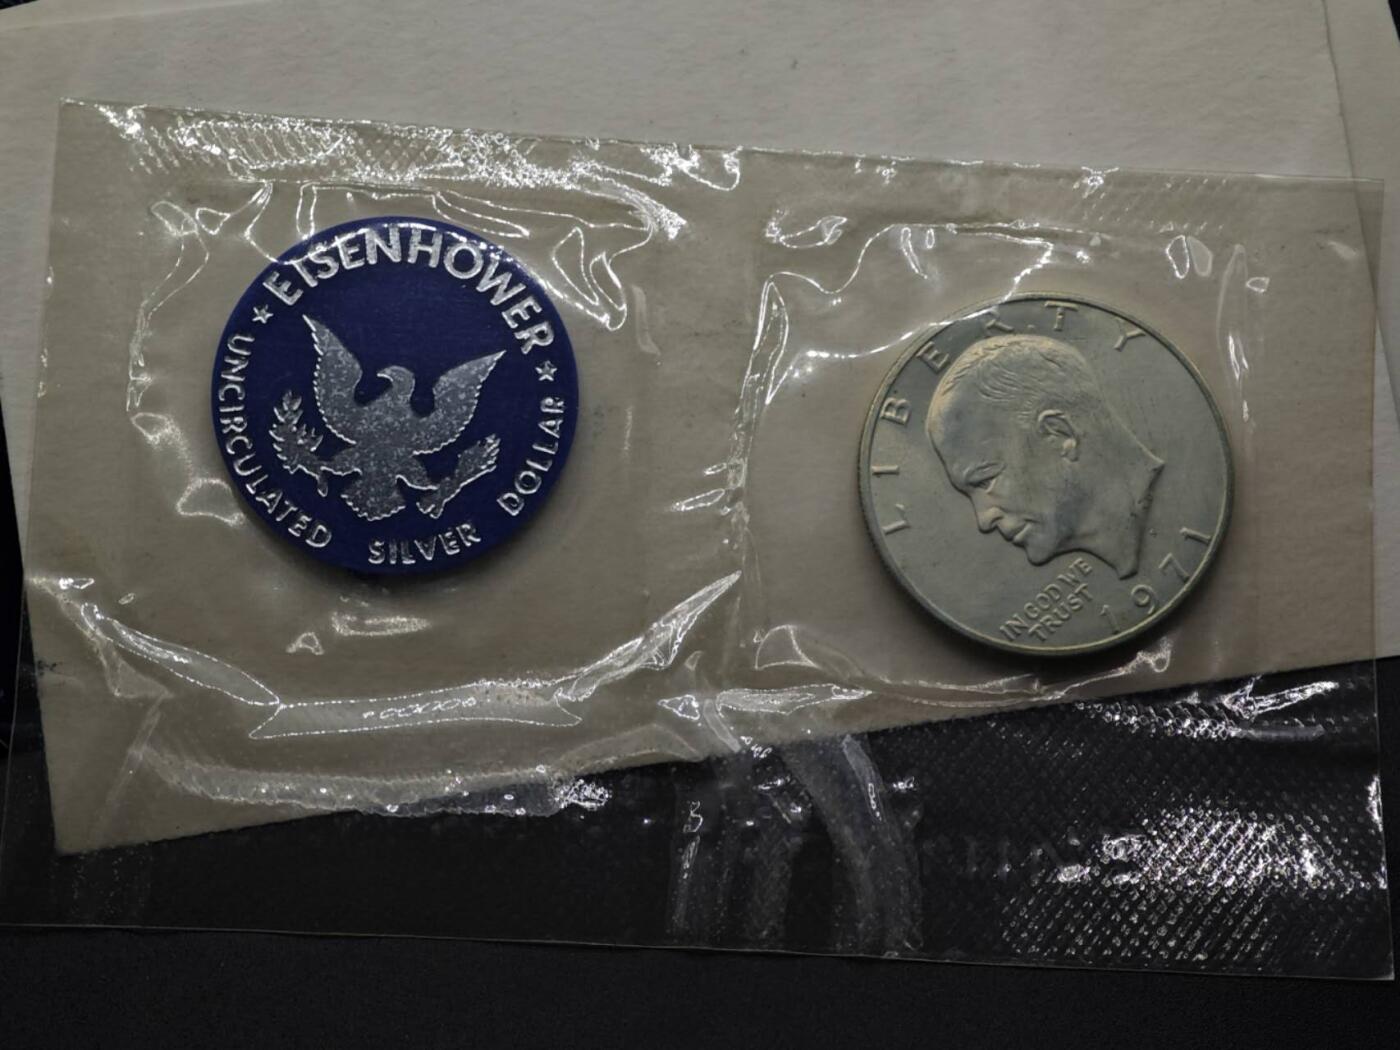 ★ EISENHOWER ★
UNCIRCULATED SILVER DOLLAR
LIBERTY
IN GOD WE
TRUST
1971